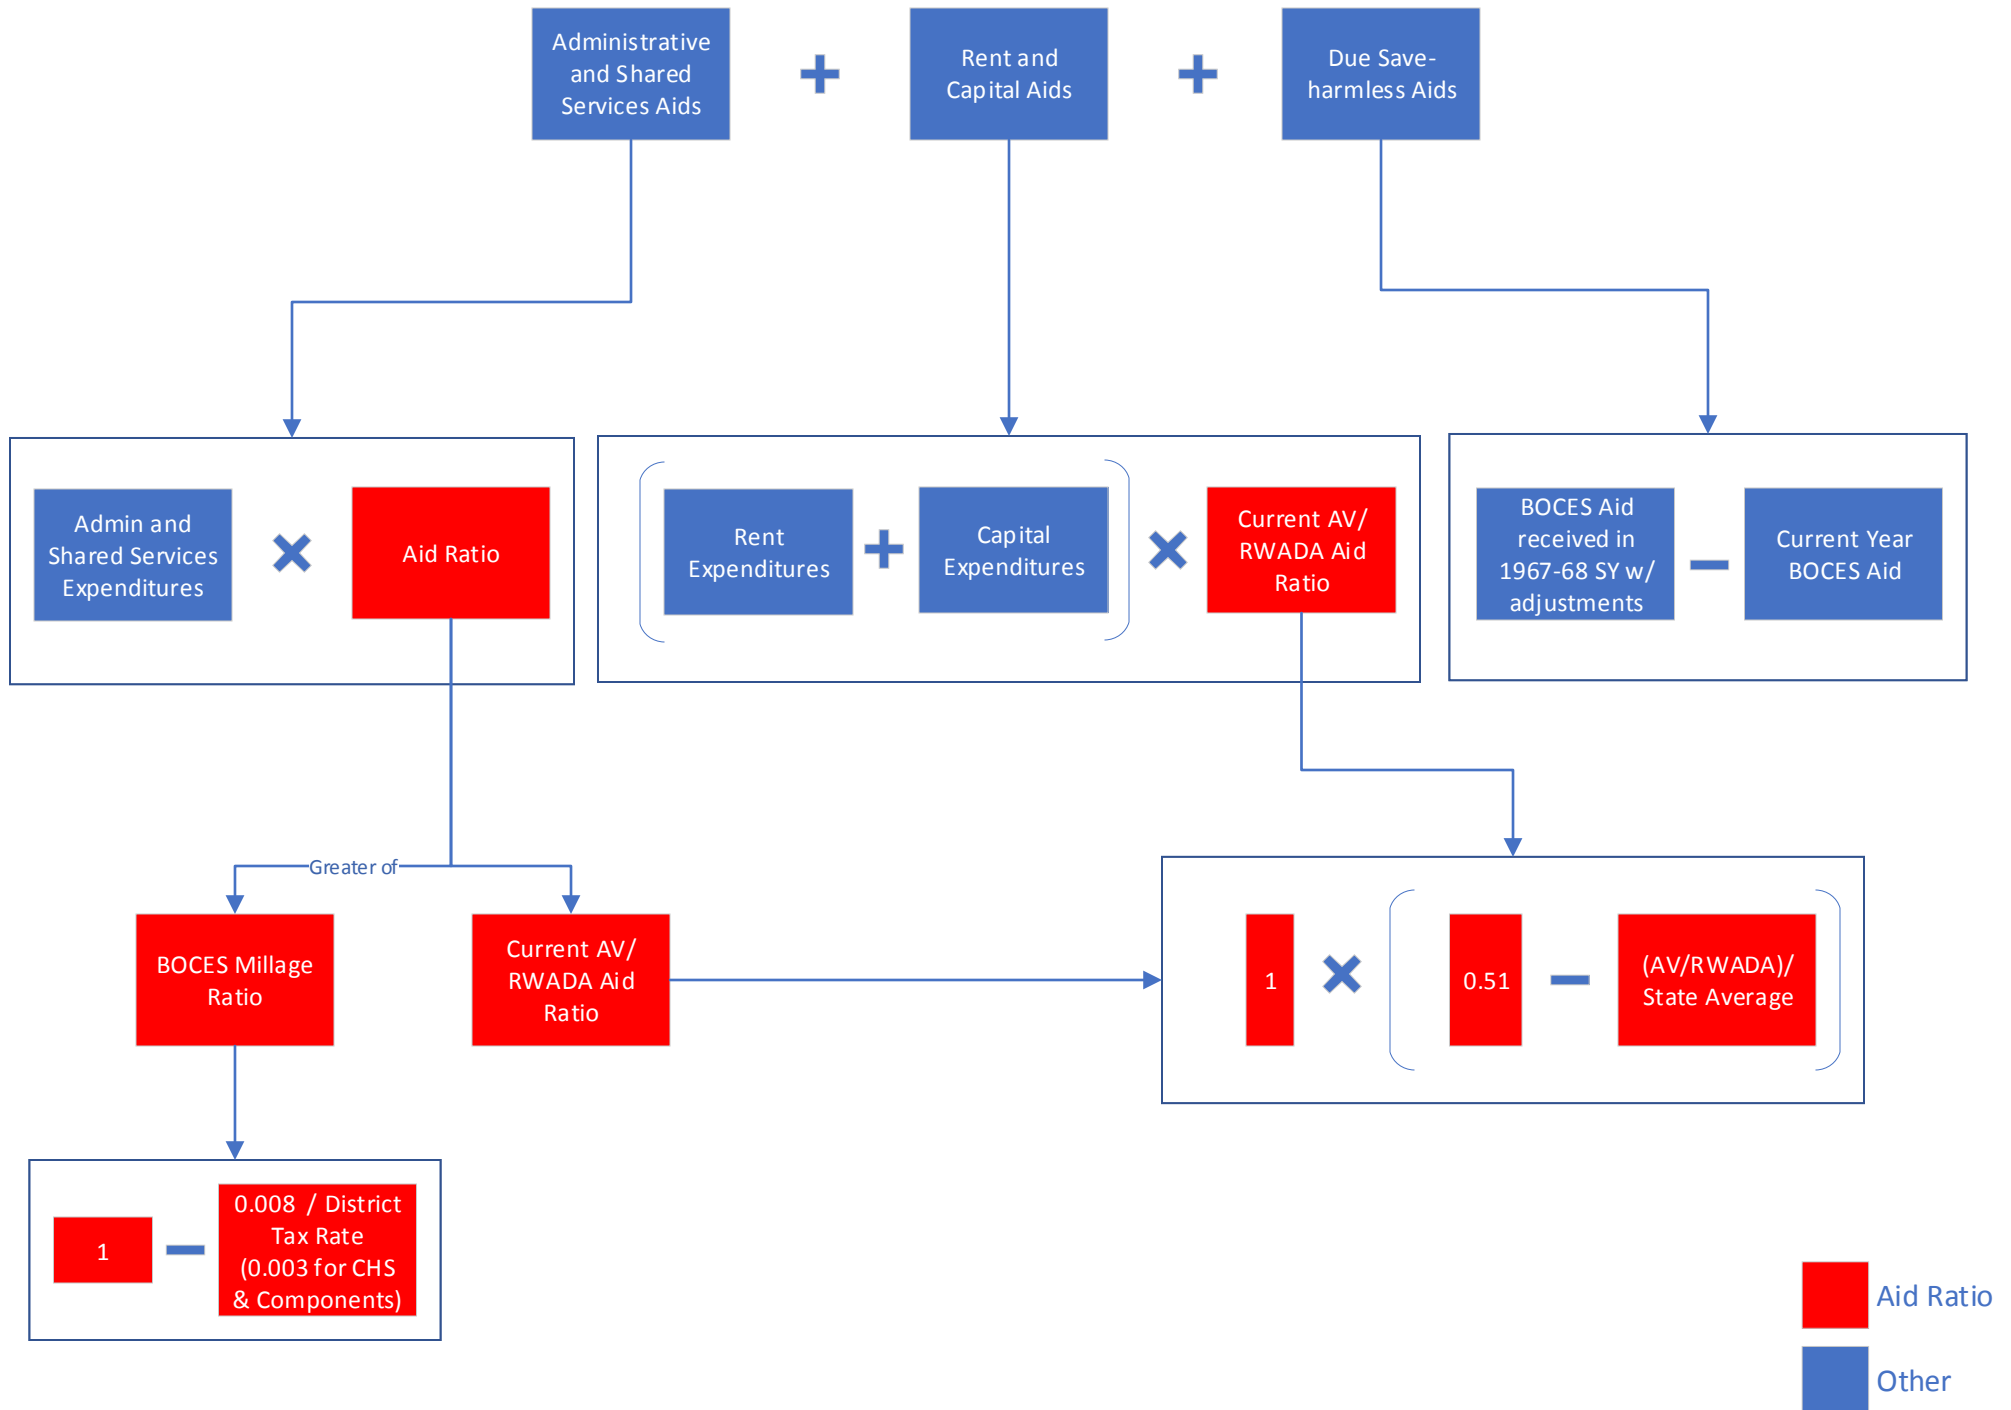 Administrative
and Shared
Services Aids
Rent and
Capital Aids
Due Save-
harmless Aids
Admin and
Shared Services
Expenditures
Aid Ratio
Rent
Expenditures
Capital
Expenditures
Current AV/
RWADA Aid
Ratio
BOCES Aid
received in
1967-68 SY w/
adjustments
Current Year
BOCES Aid
Greater of
BOCES Millage
Ratio
Current AV/
RWADA Aid
Ratio
1
0.51
(AV/RWADA)/
State Average
1
0.008 / District
Tax Rate
(0.003 for CHS
& Components)
Aid Ratio
Other